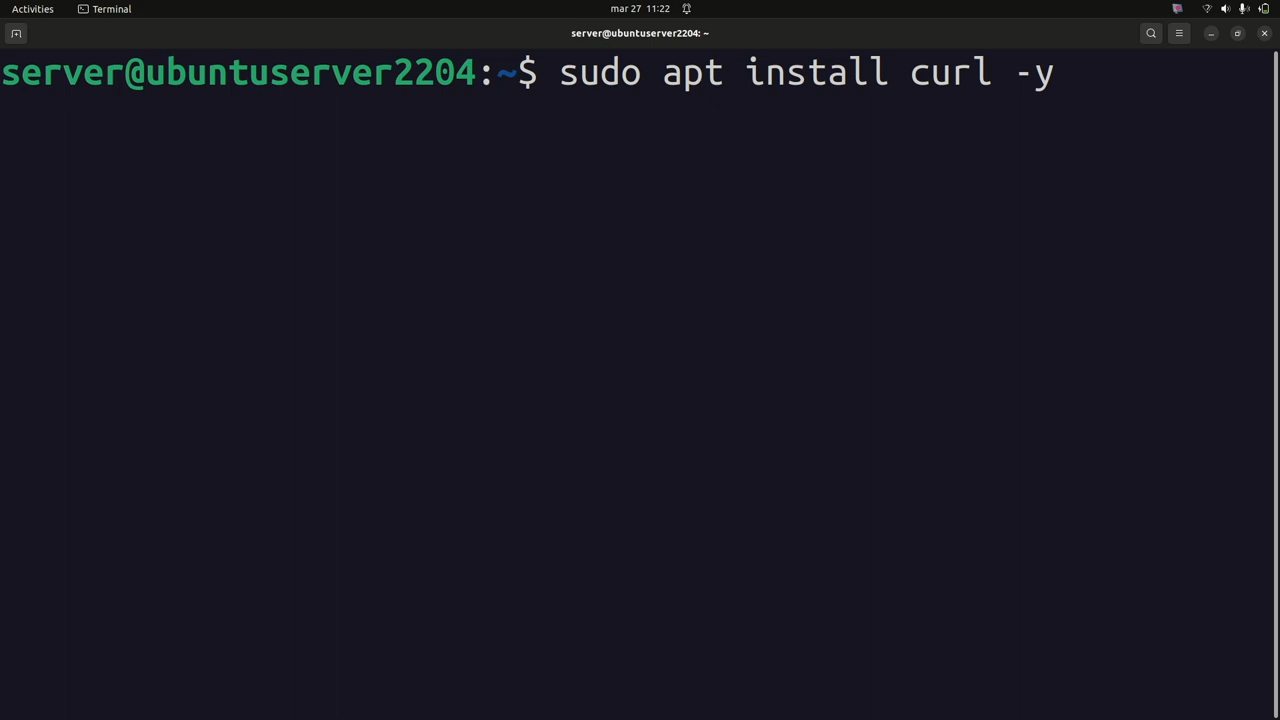 Activities Terminal mar 27 11:22
server@ubuntuserver2204: ~
server@ubuntuserver2204:~$ sudo apt install curl -y